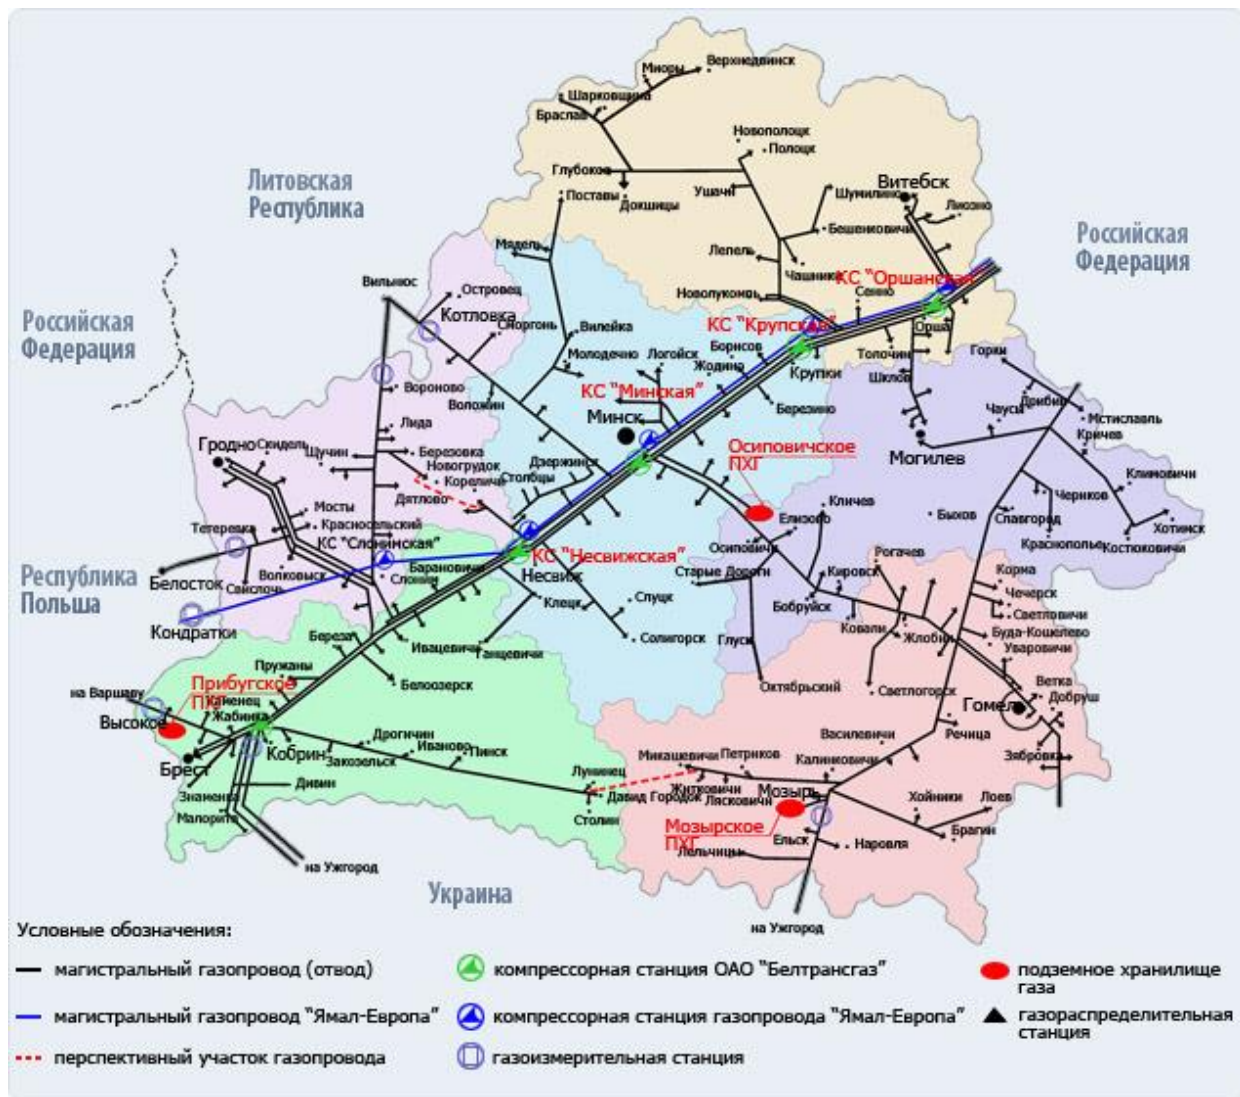 Верхнедвинск
Миоры
Шарковщина
Браслав
Новополоцк
Полоцк
Литовская
Республика
Глубокое
Поставы
Докшицы
Ушачи
Шумилино
Витебск
Лиозно
Бешенковичи
Российская
Федерация
Мядель
Лепель
Чашники
КС "Оршанская"
Вильнюс
Островец
Котловка
Новолукомль
Сенно
Российская
Федерация
Сморгонь
Вилейка
КС "Крупская"
Орша
Борисов
Молодечно
Логойск
Жодино
Толочин
Горки
Крупки
Шклов
Вороново
КС "Минская"
Воложин
Минск
Березино
Дрибин
Чаусы
Мстиславль
Лида
Кричев
Гродно
Скидель
Щучин
Березовка
Осиповичское
ПХГ
Могилев
Новогрудок
Дзержинск
Климовичи
Кореличи
Столбцы
Дятлово
Кличев
Чериков
Мосты
Елизово
Быхов
Славгород
Хотимск
Тетеревка
Красносельский
КС "Слонимская"
Осиповичи
Краснополье
Костюковичи
КС "Несвижская"
Рогачев
Республика
Польша
Белосток
Волковыск
Слоним
Барановичи
Несвиж
Старые Дороги
Кировск
Корма
Свислочь
Клецк
Слуцк
Бобруйск
Чечерск
Светловичи
Кондратки
Береза
Солигорск
Ковали
Жлобин
Буда-Кошелево
Ивацевичи
Ганцевичи
Глуск
Уваровичи
Пружаны
Белоозерск
Октябрьский
Светлогорск
Ветка
Прибугское
ПХГ
на Варшаву
Каменец
Добруш
Высокое
Жабинка
Гомель
Дрогичин
Василевичи
Речица
Брест
Кобрин
Иваново
Пинск
Закозельск
Микашевичи
Петриков
Калинковичи
Зябровка
Лунинец
Дивин
Житковичи
Мозырь
Знаменка
Давид Городок
Лясковичи
Хойники
Лоев
Малорита
Столин
Мозырское
ПХГ
Брагин
Ельск
Наровля
Лельчицы
на Ужгород
Украина
на Ужгород
Условные обозначения:
магистральный газопровод (отвод)
компрессорная станция ОАО "Белтрансгаз"
подземное хранилище
газа
магистральный газопровод "Ямал-Европа"
компрессорная станция газопровода "Ямал-Европа"
газораспределительная
станция
перспективный участок газопровода
газоизмерительная станция